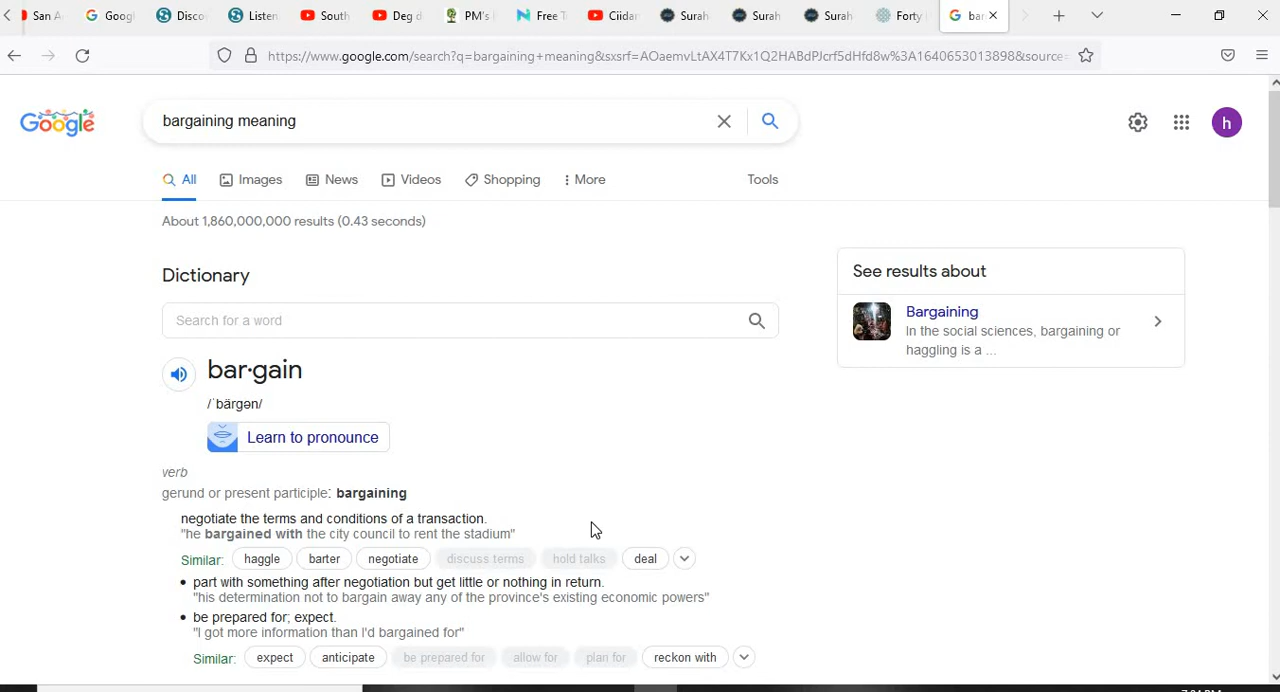 San A
Googl
Disco
Listen
South
Deg d
PM's
Free T
Ciidar
Surah
Surah
Surah
Forty
bar
https://www.google.com/search?q=bargaining+meaning&sxsrf=AOaemvLtAX4T7Kx1Q2HABdPJcrf5dHfd8w%3A1640653013898&source=
Google
bargaining meaning
h
All
Images
News
Videos
Shopping
More
Tools
About 1,860,000,000 results (0.43 seconds)
Dictionary
See results about
Search for a word
Bargaining
In the social sciences, bargaining or
haggling is a ...
bar·gain
/ˈbärɡən/
Learn to pronounce
verb
gerund or present participle: bargaining
negotiate the terms and conditions of a transaction.
"he bargained with the city council to rent the stadium"
Similar: haggle barter negotiate discuss terms hold talks deal
• part with something after negotiation but get little or nothing in return.
"his determination not to bargain away any of the province's existing economic powers"
• be prepared for; expect.
"I got more information than I'd bargained for"
Similar: expect anticipate be prepared for allow for plan for reckon with